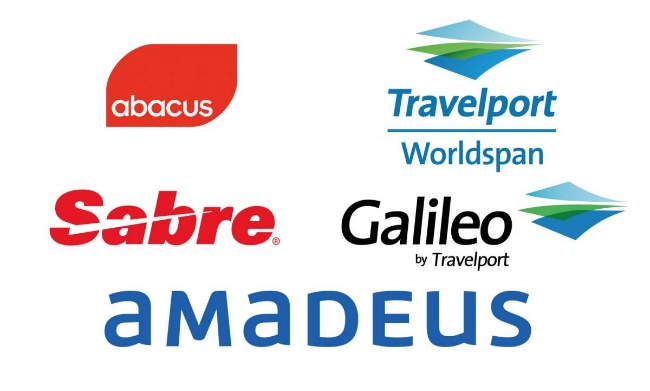 abacus
Travelport
Worldspan
Sabre®
Galileo
by Travelport
aMaDEUS